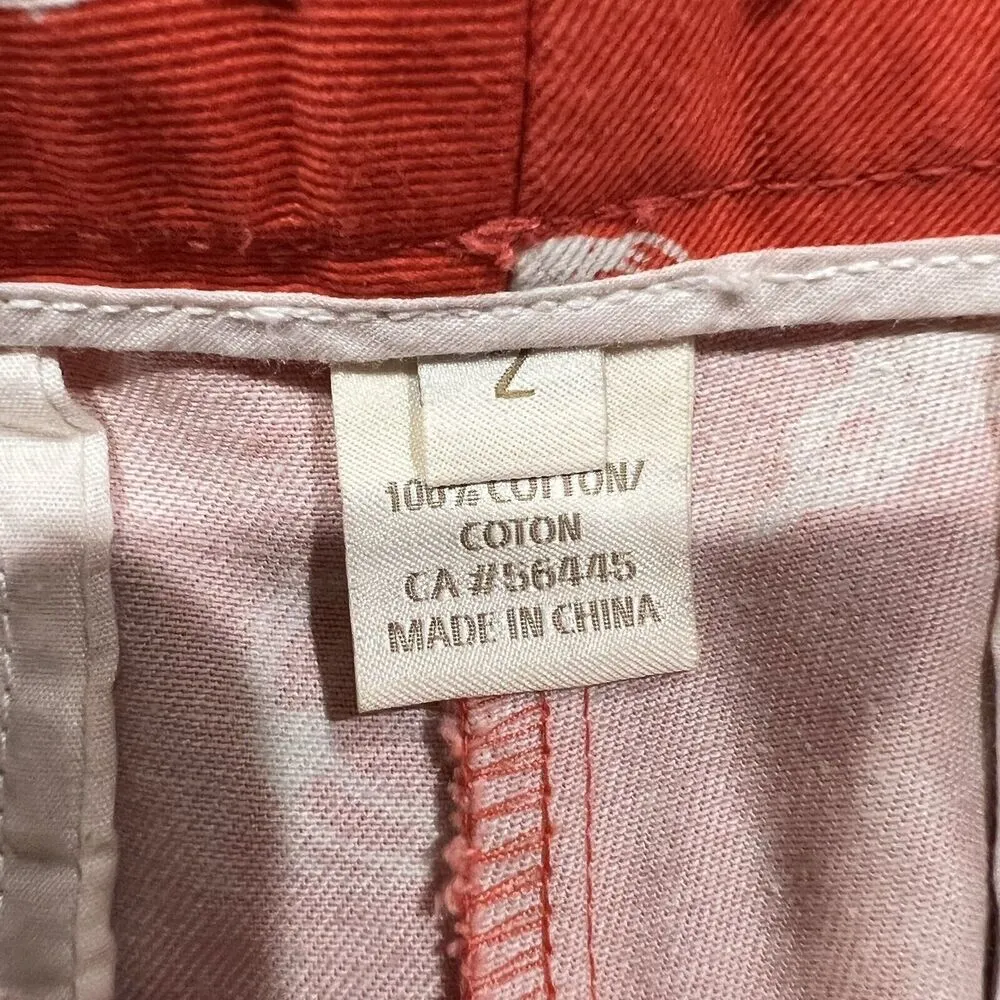 2
100% COTTON/
COTON
CA #56445
MADE IN CHINA